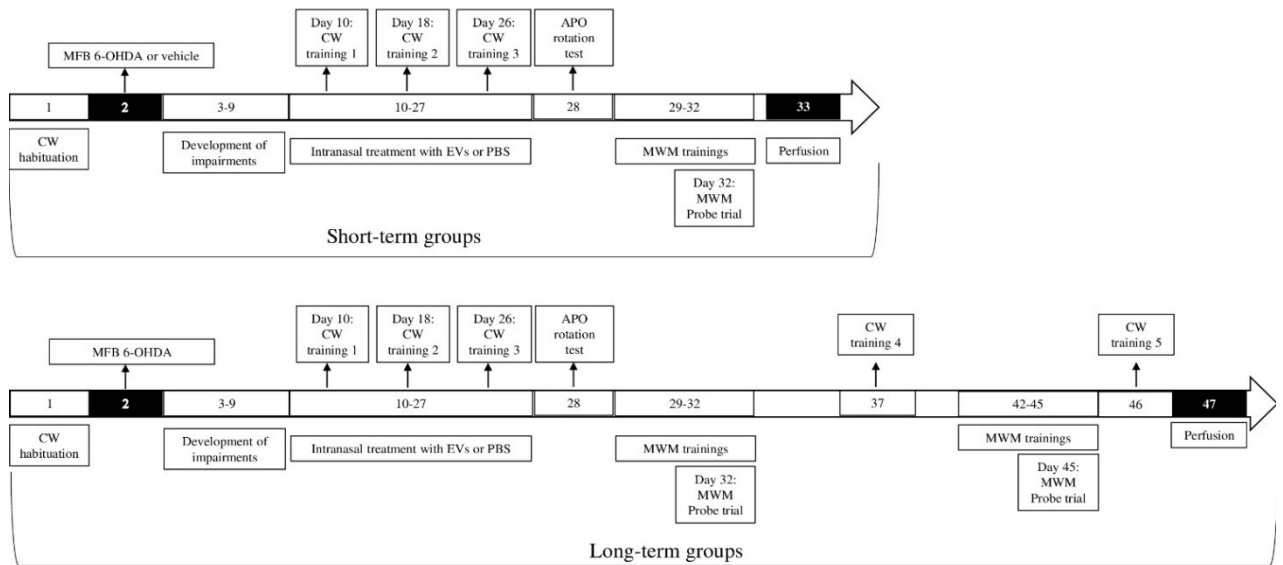 Day 10:
CW
training 1
Day 18:
CW
training 2
Day 26:
CW
training 3
APO
rotation
test
MFB 6-OHDA or vehicle
1
2
3-9
10-27
28
29-32
33
CW
habituation
Development of
impairments
Intranasal treatment with EVs or PBS
MWM trainings
Perfusion
Day 32:
MWM
Probe trial
Short-term groups
Day 10:
CW
training 1
Day 18:
CW
training 2
Day 26:
CW
training 3
APO
rotation
test
CW
training 4
CW
training 5
MFB 6-OHDA
1
2
3-9
10-27
28
29-32
37
42-45
46
47
CW
habituation
Development of
impairments
Intranasal treatment with EVs or PBS
MWM trainings
MWM trainings
Perfusion
Day 32:
MWM
Probe trial
Day 45:
MWM
Probe trial
Long-term groups